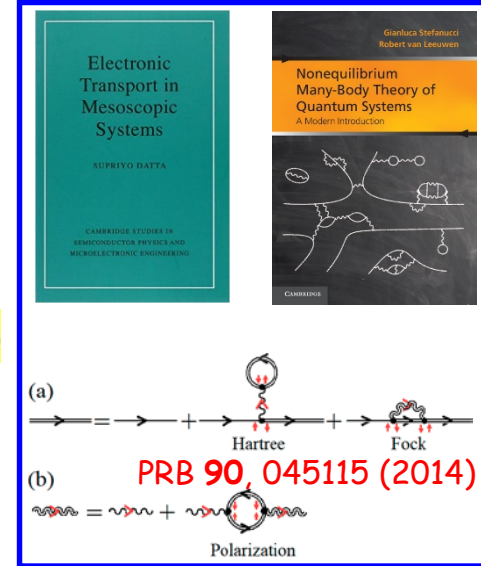 Electronic
Transport in
Mesoscopic
Systems
SUPRIYO DATTA
CAMBRIDGE STUDIES IN
SEMICONDUCTOR PHYSICS AND
MICROELECTRONIC ENGINEERING
Gianluca Stefanucci
Robert van Leeuwen
Nonequilibrium
Many-Body Theory of
Quantum Systems
A Modern Introduction
CAMBRIDGE
(a)
= + +
Hartree Fock
PRB 90, 045115 (2014)
(b)
= +
Polarization